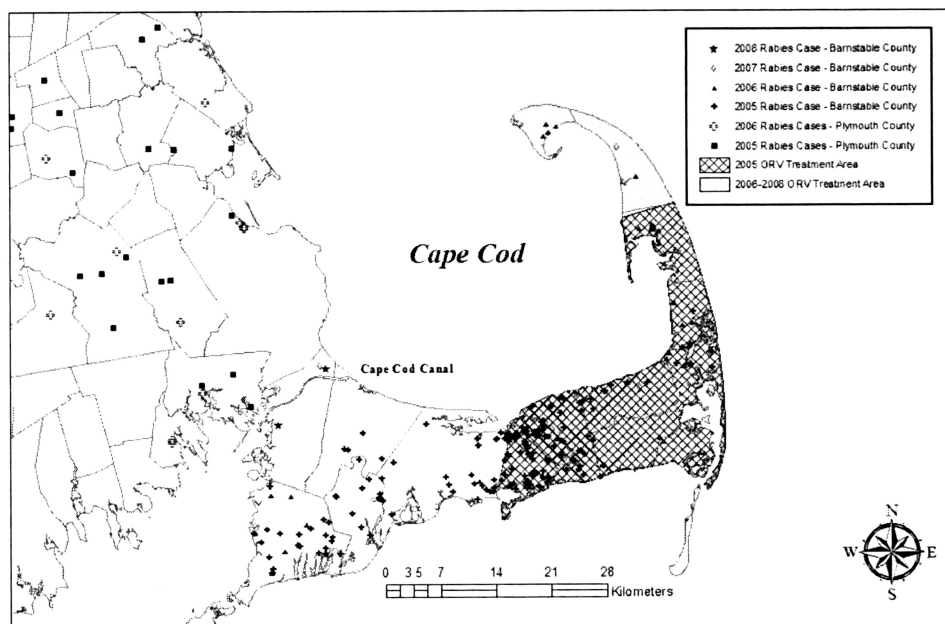 2008 Rabies Case - Barnstable County
2007 Rabies Case - Barnstable County
2006 Rabies Case - Barnstable County
2005 Rabies Case - Barnstable County
2006 Rabies Cases - Plymouth County
2005 Rabies Cases - Plymouth County
2005 ORV Treatment Area
2006-2008 ORV Treatment Area
Cape Cod
Cape Cod Canal
N
W E
S
0 3 5 7 14 21 28
Kilometers